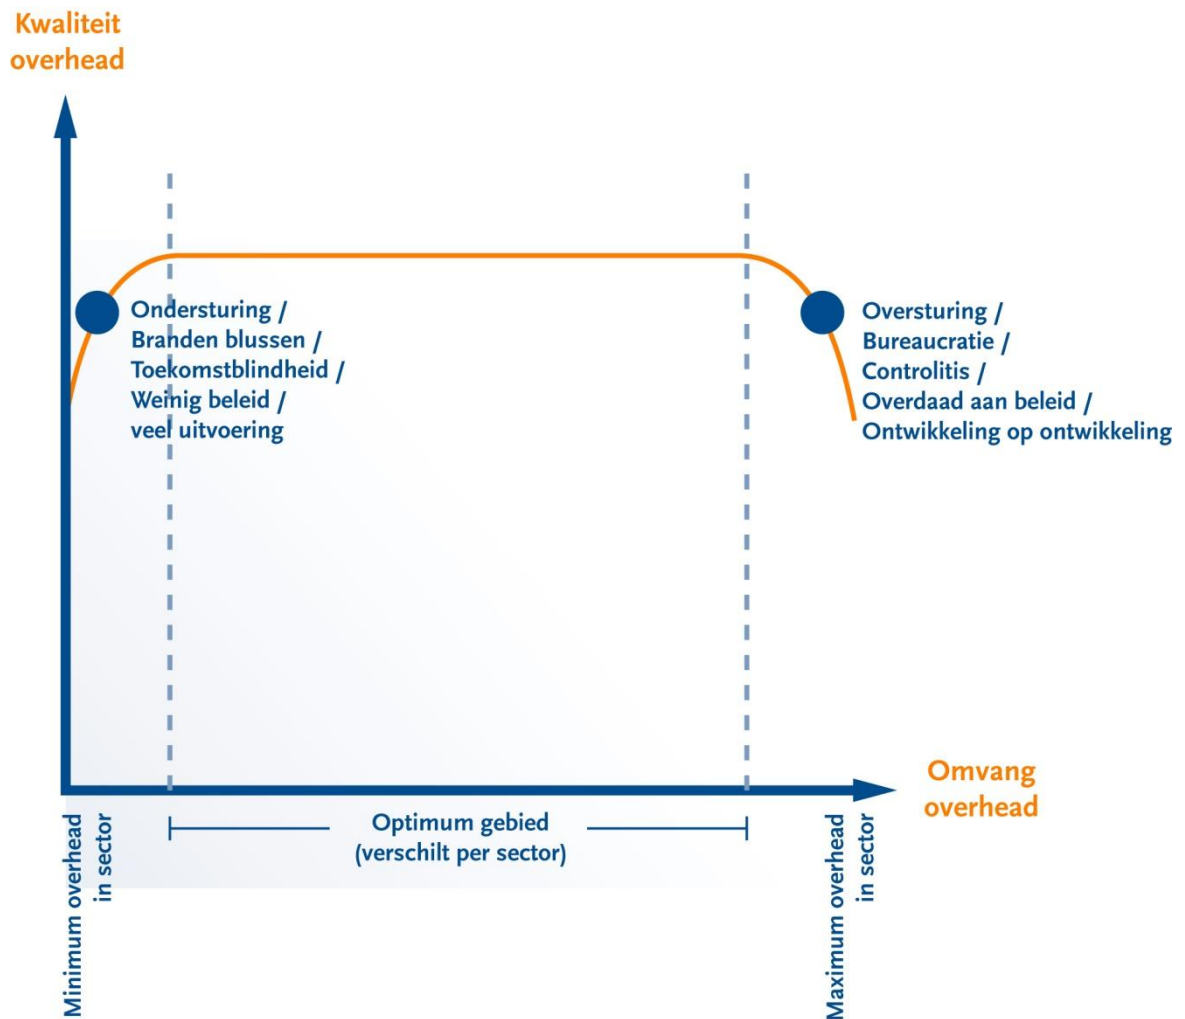 Kwaliteit
overhead
Ondersturing /
Branden blussen /
Toekomstblindheid /
Weinig beleid /
veel uitvoering
Oversturing /
Bureaucratie /
Controlitis /
Overdaad aan beleid /
Ontwikkeling op ontwikkeling
Omvang
overhead
Minimum overhead
in sector
Optimum gebied
(verschilt per sector)
Maximum overhead
in sector